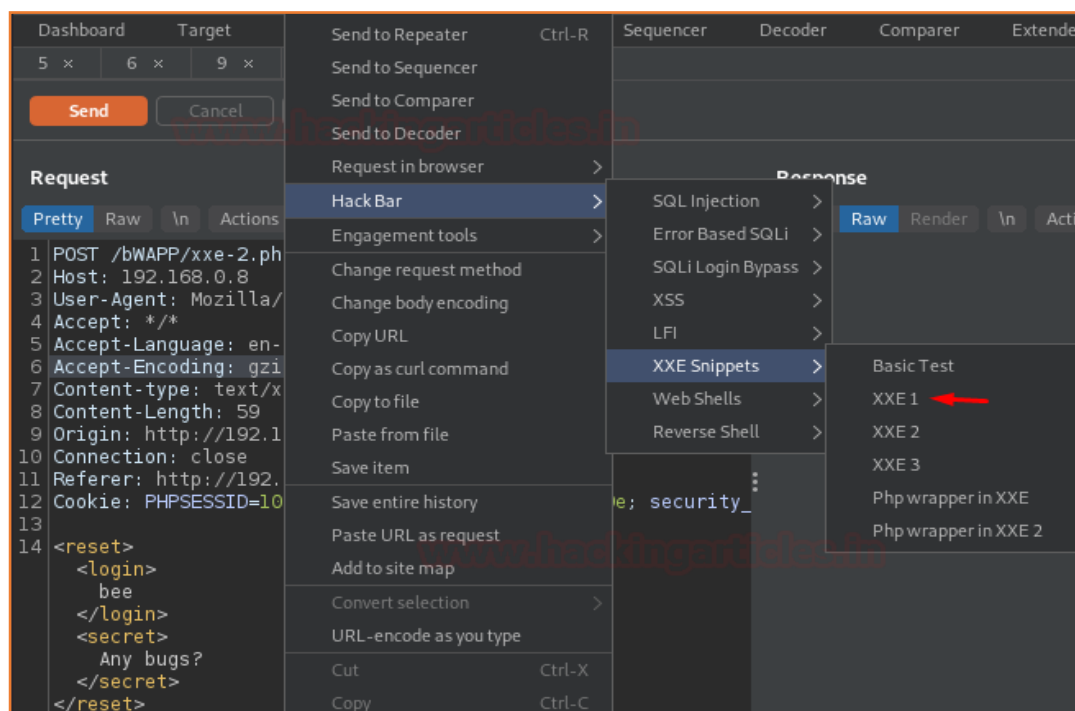 Dashboard Target Sequencer Decoder Comparer Extende
5 × 6 × 9 ×
Send Cancel
Request
Pretty Raw \n Actions
1 POST /bWAPP/xxe-2.ph
2 Host: 192.168.0.8
3 User-Agent: Mozilla/
4 Accept: */*
5 Accept-Language: en-
6 Accept-Encoding: gzi
7 Content-type: text/x
8 Content-Length: 59
9 Origin: http://192.1
10 Connection: close
11 Referer: http://192.
12 Cookie: PHPSESSID=10 e; security_
13
14 <reset>
<login>
bee
</login>
<secret>
Any bugs?
</secret>
</reset>
Send to Repeater Ctrl-R
Send to Sequencer
Send to Comparer
Send to Decoder
Request in browser >
Hack Bar >
Engagement tools >
Change request method
Change body encoding
Copy URL
Copy as curl command
Copy to file
Paste from file
Save item
Save entire history
Paste URL as request
Add to site map
Convert selection >
URL-encode as you type
Cut Ctrl-X
Copy Ctrl-C
Response
Raw Render \n Acti
SQL Injection >
Error Based SQLi >
SQLi Login Bypass >
XSS >
LFI >
XXE Snippets >
Web Shells >
Reverse Shell >
Basic Test
XXE 1
XXE 2
XXE 3
Php wrapper in XXE
Php wrapper in XXE 2
www.hackingarticles.in
www.hackingarticles.in